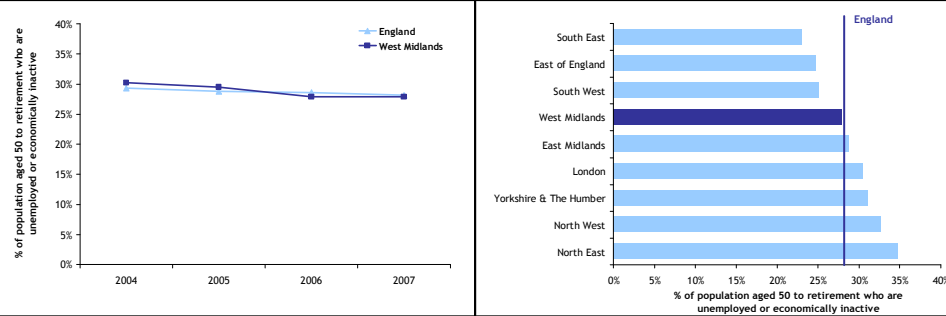 % of population aged 50 to retirement who are
unemployed or economically inactive
40%
35%
30%
25%
20%
15%
10%
5%
0%
2004
2005
2006
2007
England
West Midlands
England
South East
East of England
South West
West Midlands
East Midlands
London
Yorkshire & The Humber
North West
North East
0%
5%
10%
15%
20%
25%
30%
35%
40%
% of population aged 50 to retirement who are
unemployed or economically inactive